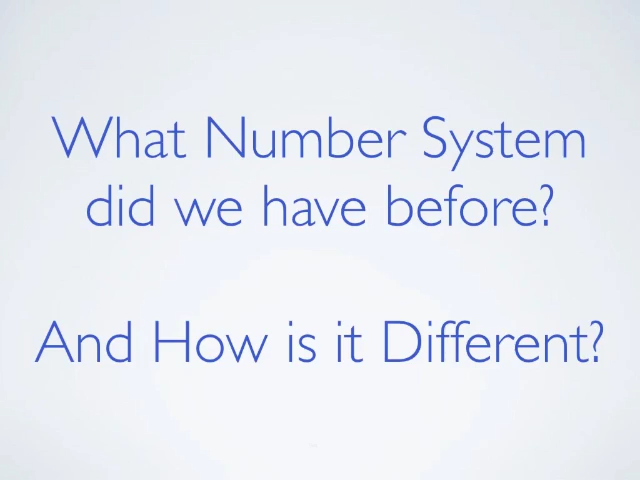 What Number System
did we have before?
And How is it Different?